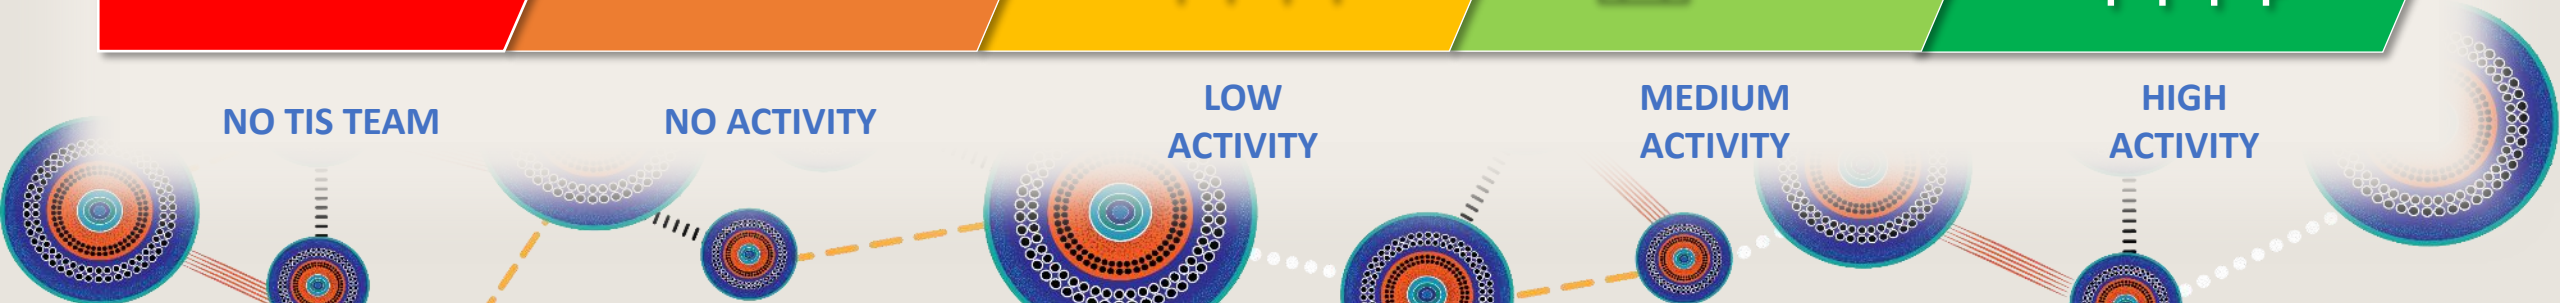 NO TIS TEAM
NO ACTIVITY
LOW
ACTIVITY
MEDIUM
ACTIVITY
HIGH
ACTIVITY